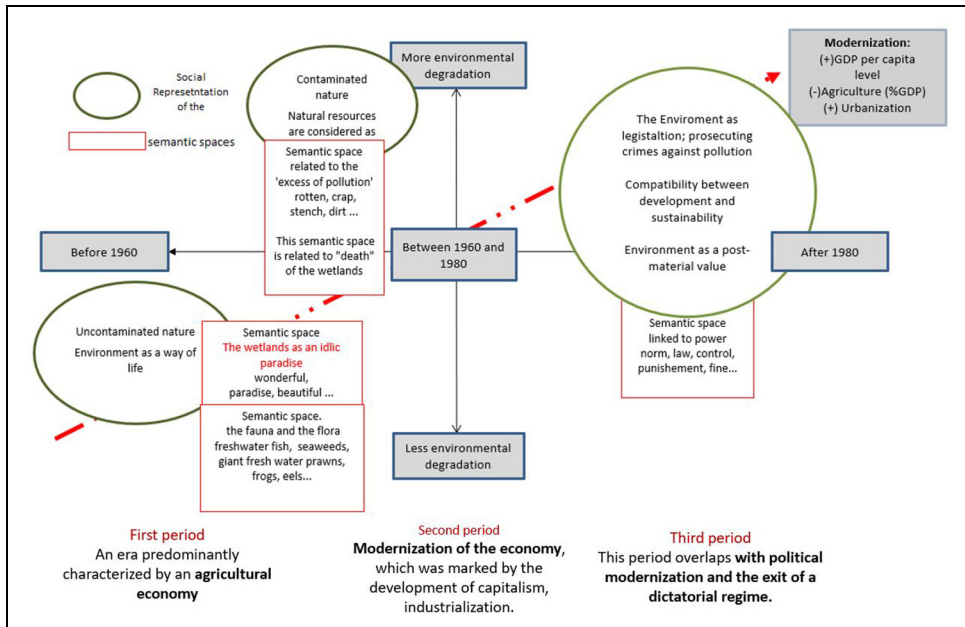 Social
Represetntation
of the
semantic spaces
Contaminated
nature
Natural resources
are considered as
Semantic space
related to the
'excess of pollution'
rotten, crap,
stench, dirt ...
This semantic space
is related to "death"
of the wetlands
More environmental
degradation
Modernization:
(+)GDP per capita
level
(-)Agriculture (%GDP)
(+) Urbanization
The Enviroment as
legistaltion; prosecuting
crimes against pollution
Compatibility between
development and
sustainability
Environment as a post-
material value
Before 1960
Between 1960 and
1980
After 1980
Uncontaminated nature
Environment as a way of
life
Semantic space
The wetlands as an idlic
paradise
wonderful,
paradise, beautiful ...
Semantic space.
the fauna and the flora
freshwater fish, seaweeds,
giant fresh water prawns,
frogs, eels...
Semantic space
linked to power
norm, law, control,
punishement, fine...
Less environmental
degradation
First period
An era predominantly
characterized by an agricultural
economy
Second period
Modernization of the economy,
which was marked by the
development of capitalism,
industrialization.
Third period
This period overlaps with political
modernization and the exit of a
dictatorial regime.